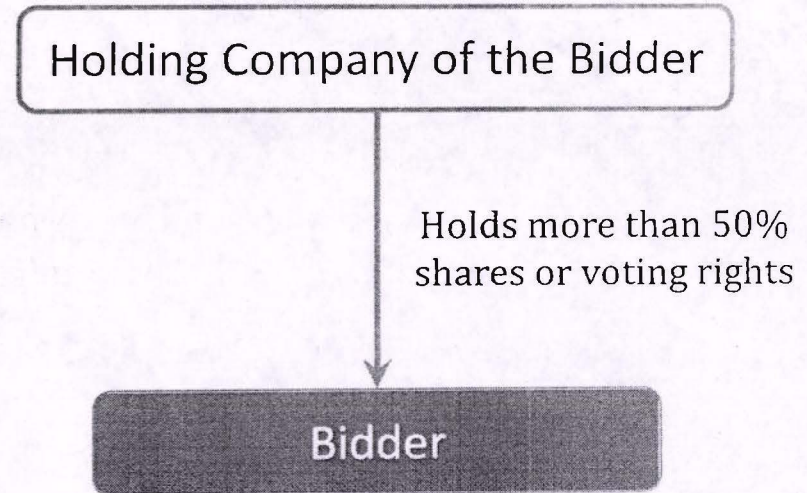 Holding Company of the Bidder
Holds more than 50%
shares or voting rights
Bidder